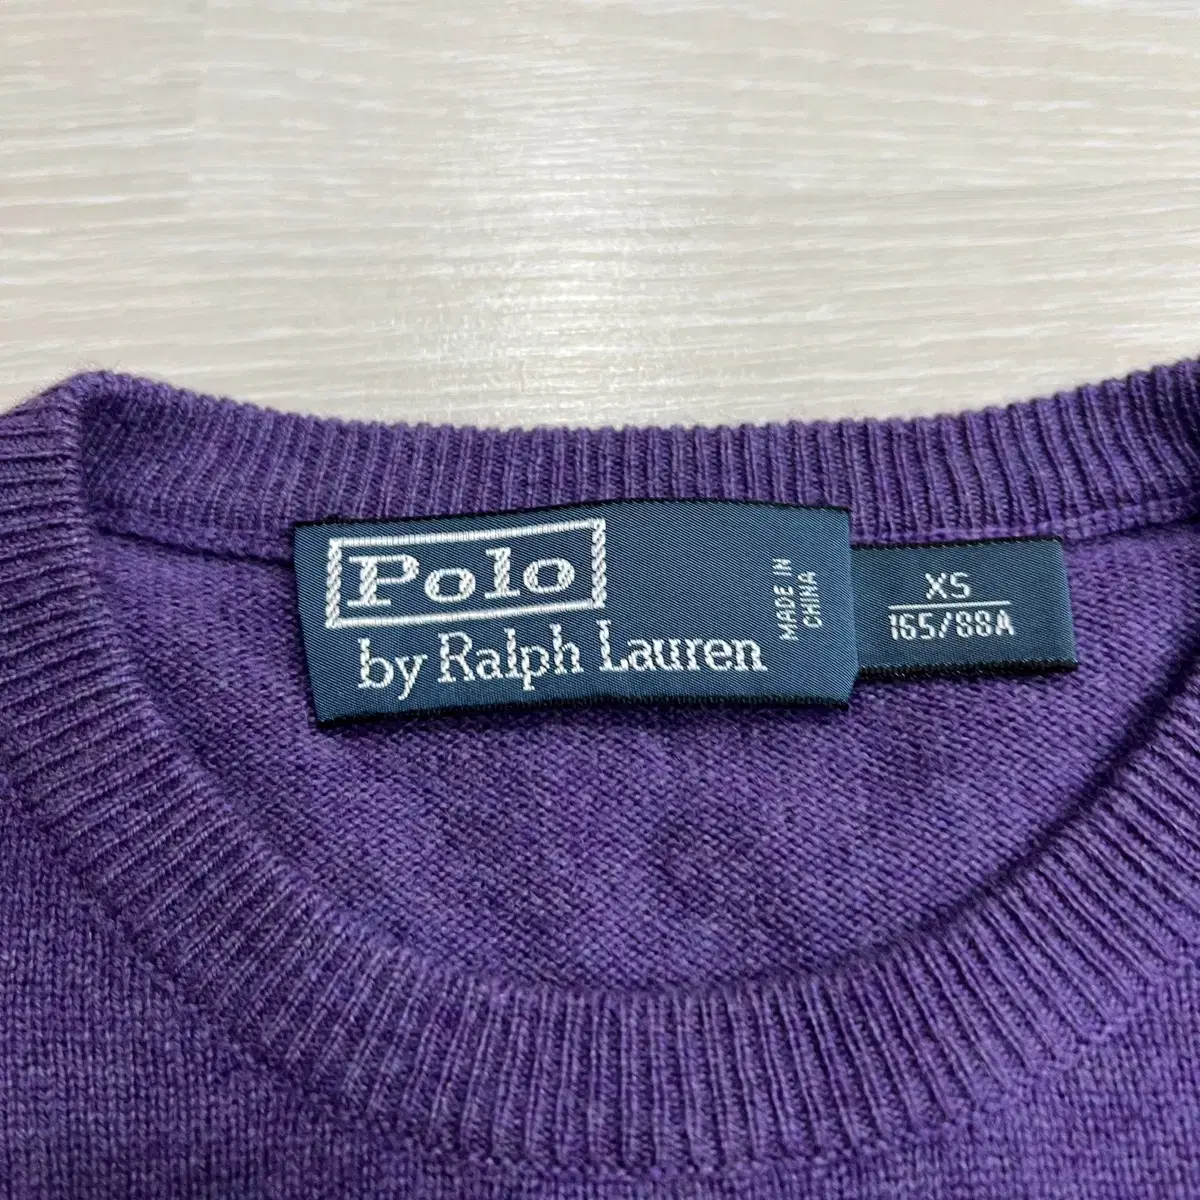 Polo
by Ralph Lauren
MADE IN
CHINA
XS
165/88A